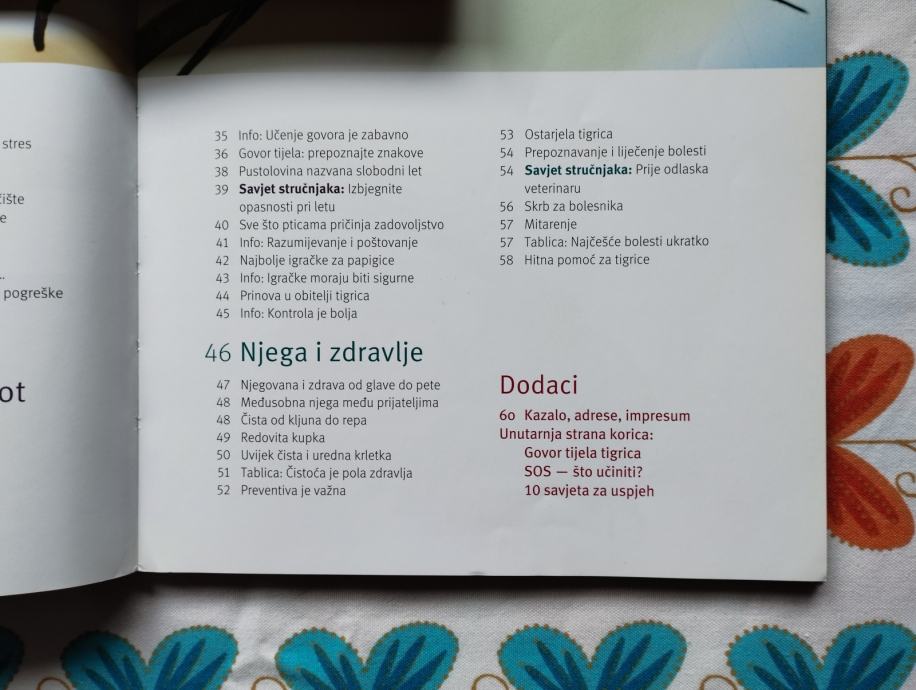 stres
e
pogreške
ot
35 Info: Učenje govora je zabavno
36 Govor tijela: prepoznajte znakove
38 Pustolovina nazvana slobodni let
39 Savjet stručnjaka: Izbjegnite
opasnosti pri letu
40 Sve što pticama pričinja zadovoljstvo
41 Info: Razumijevanje i poštovanje
42 Najbolje igračke za papigice
43 Info: Igračke moraju biti sigurne
44 Prinova u obitelji tigrica
45 Info: Kontrola je bolja
46 Njega i zdravlje
47 Njegovana i zdrava od glave do pete
48 Međusobna njega među prijateljima
48 Čista od kljuna do repa
49 Redovita kupka
50 Uvijek čista i uredna krletka
51 Tablica: Čistoća je pola zdravlja
52 Preventiva je važna
53 Ostarjela tigrica
54 Prepoznavanje i liječenje bolesti
54 Savjet stručnjaka: Prije odlaska
veterinaru
56 Skrb za bolesnika
57 Mitarenje
57 Tablica: Najčešće bolesti ukratko
58 Hitna pomoć za tigrice
Dodaci
60 Kazalo, adrese, impresum
Unutarnja strana korica:
Govor tijela tigrica
SOS — što učiniti?
10 savjeta za uspjeh